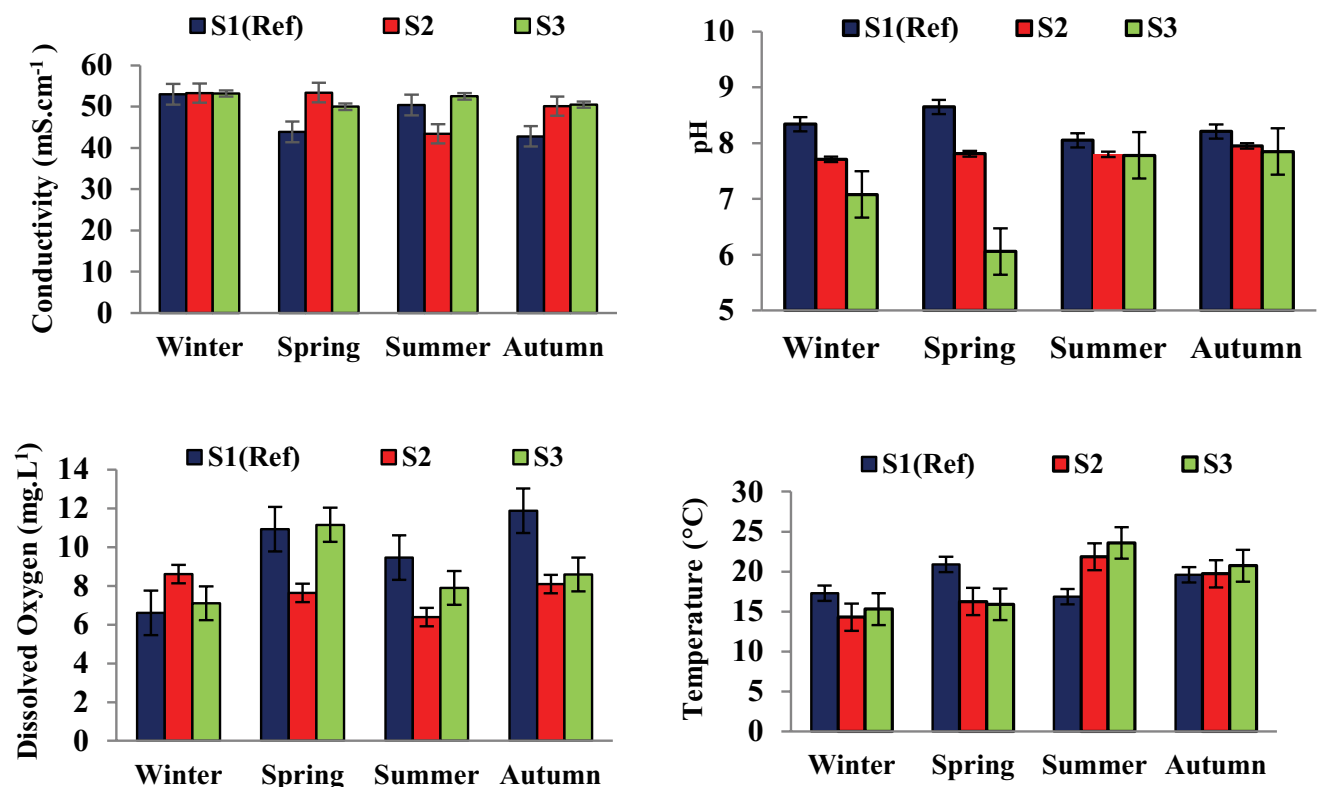 S1(Ref) S2 S3
Conductivity (mS.cm-1)
60
50
40
30
20
10
0
Winter Spring Summer Autumn
S1(Ref) S2 S3
pH
10
9
8
7
6
5
Winter Spring Summer Autumn
S1(Ref) S2 S3
Dissolved Oxygen (mg.L1)
14
12
10
8
6
4
2
0
Winter Spring Summer Autumn
S1(Ref) S2 S3
Temperature (°C)
30
25
20
15
10
5
0
Winter Spring Summer Autumn